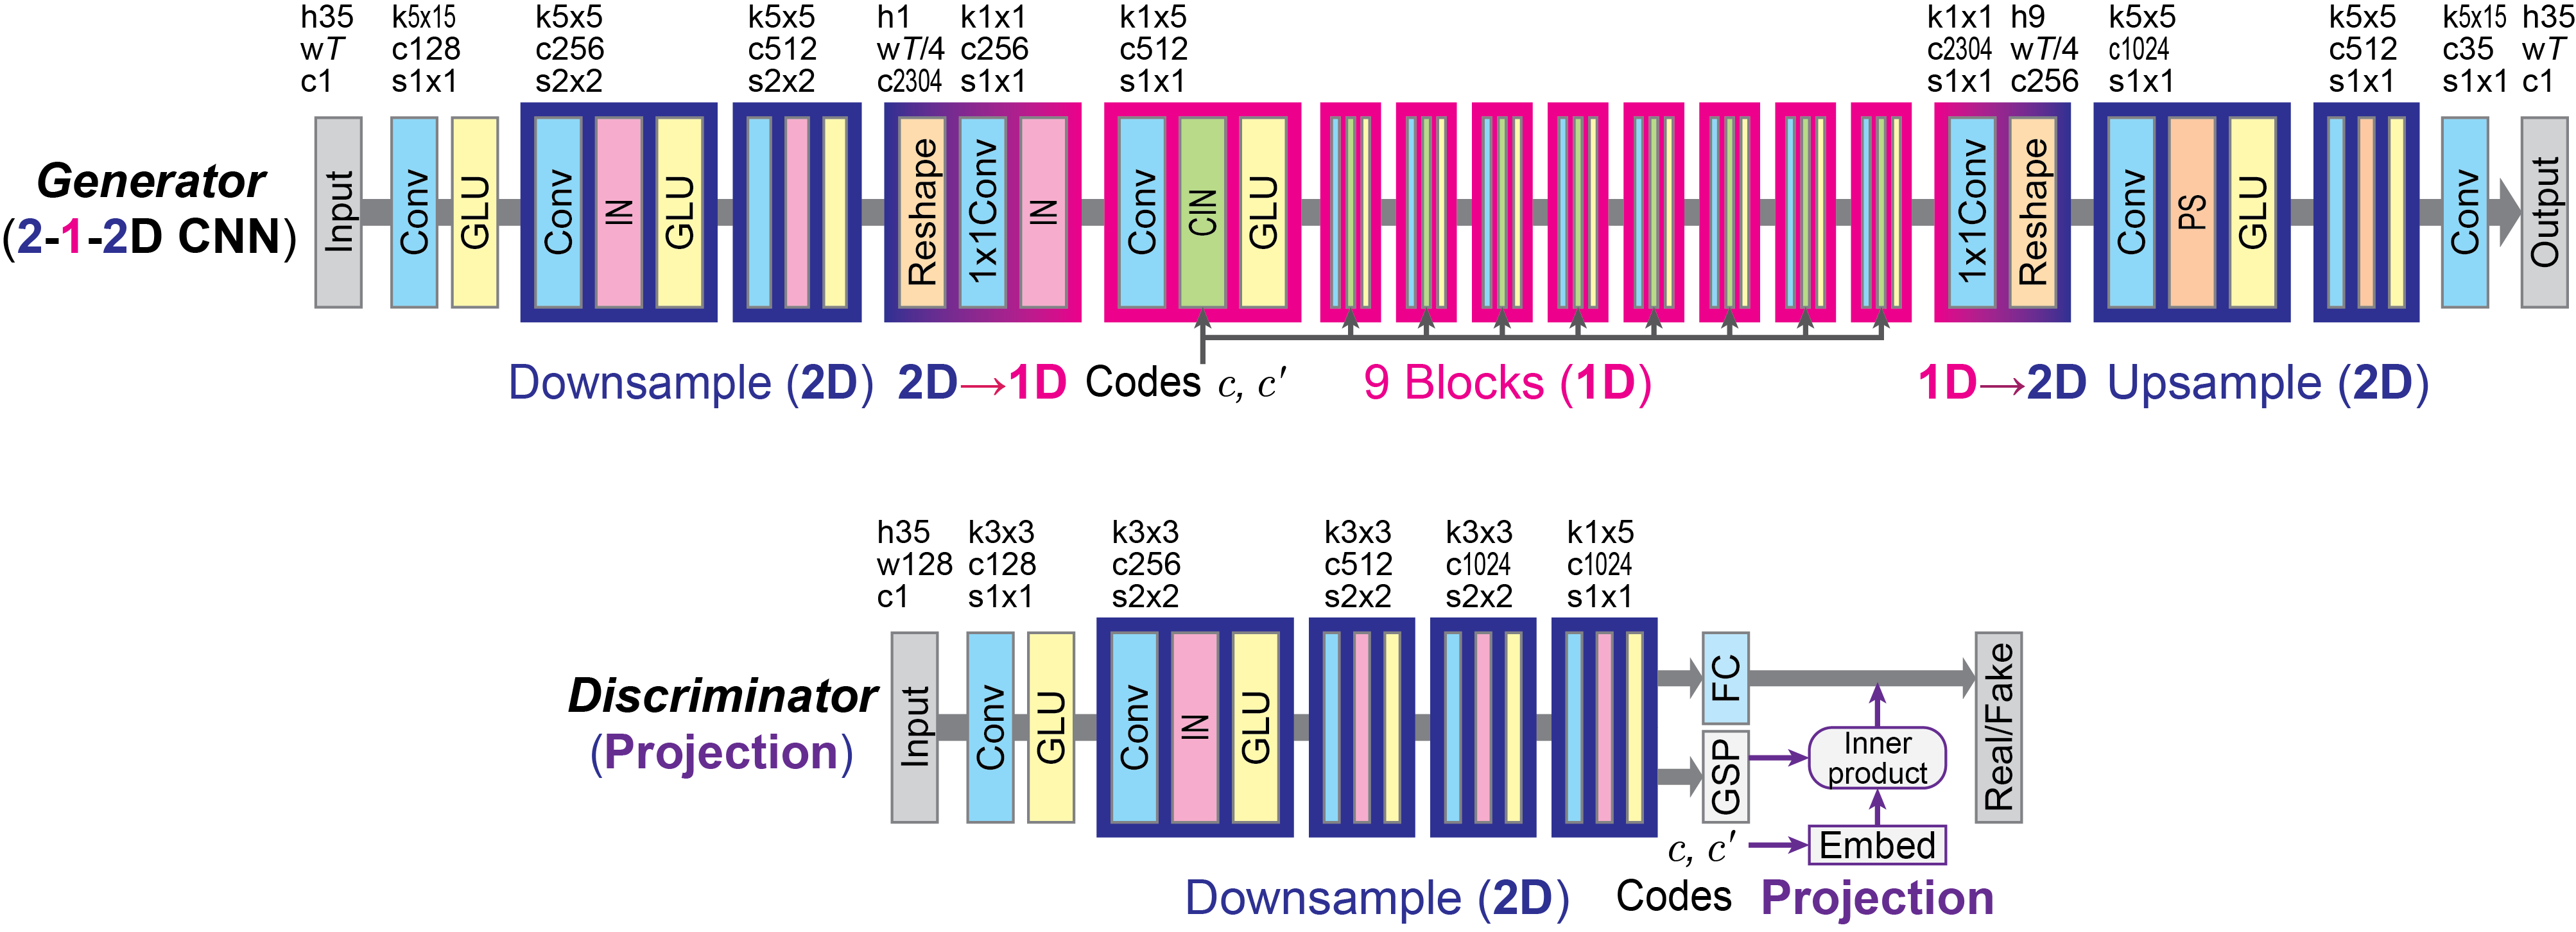 h35 k5x15 k5x5 k5x5 h1 k1x1 k1x5 k1x1 h9 k5x5 k5x5 k5x15 h35
wT c128 c256 c512 wT/4 c256 c512 c2304 wT/4 c1024 c512 c35 wT
c1 s1x1 s2x2 s2x2 c2304 s1x1 s1x1 s1x1 c256 s1x1 s1x1 s1x1 c1
Generator
(2-1-2D CNN)
Input
Conv
GLU
Conv
IN
GLU
Reshape
1x1Conv
IN
Conv
CIN
GLU
1x1Conv
Reshape
Conv
PS
GLU
Conv
Output
Downsample (2D) 2D→1D Codes c, c′ 9 Blocks (1D) 1D→2D Upsample (2D)
h35 k3x3 k3x3 k3x3 k3x3 k1x5
w128 c128 c256 c512 c1024 c1024
c1 s1x1 s2x2 s2x2 s2x2 s1x1
Discriminator
(Projection)
Input
Conv
GLU
Conv
IN
GLU
FC
GSP
Inner
product
Real/Fake
c, c′ Embed
Downsample (2D) Codes Projection